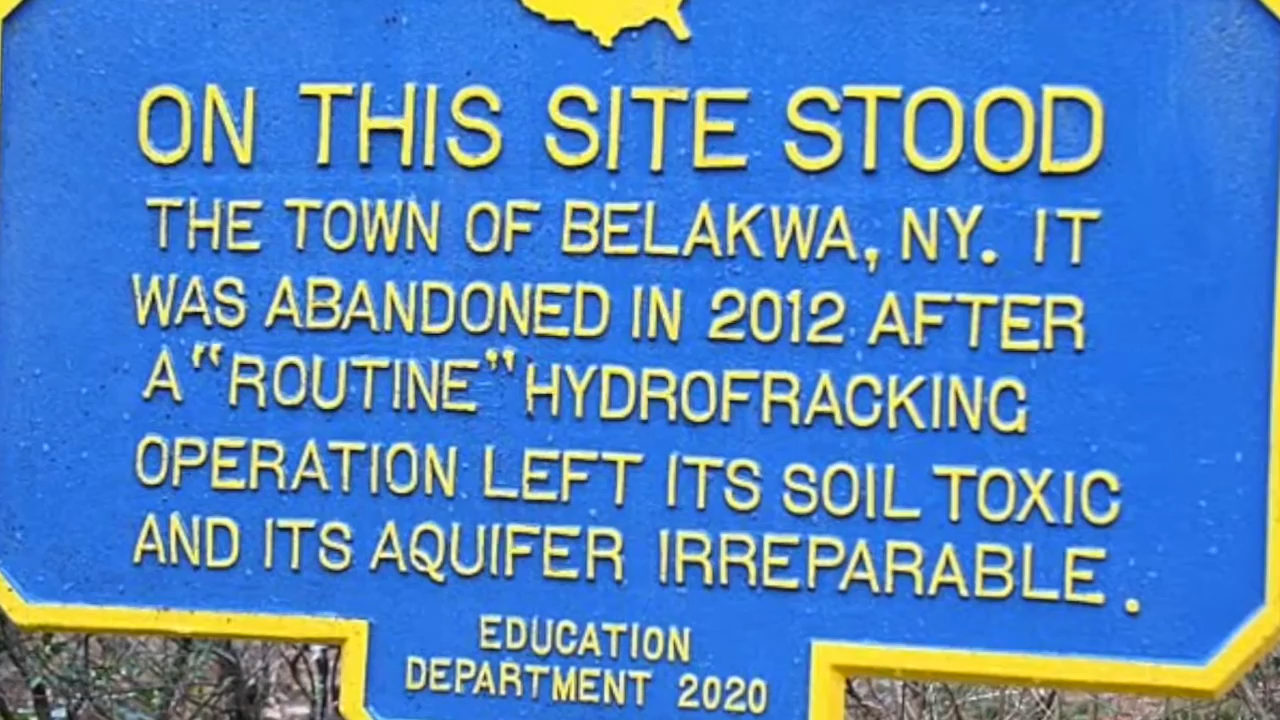 ON THIS SITE STOOD
THE TOWN OF BELAKWA, NY. IT
WAS ABANDONED IN 2012 AFTER
A "ROUTINE" HYDROFRACKING
OPERATION LEFT ITS SOIL TOXIC
AND ITS AQUIFER IRREPARABLE.
EDUCATION
DEPARTMENT 2020